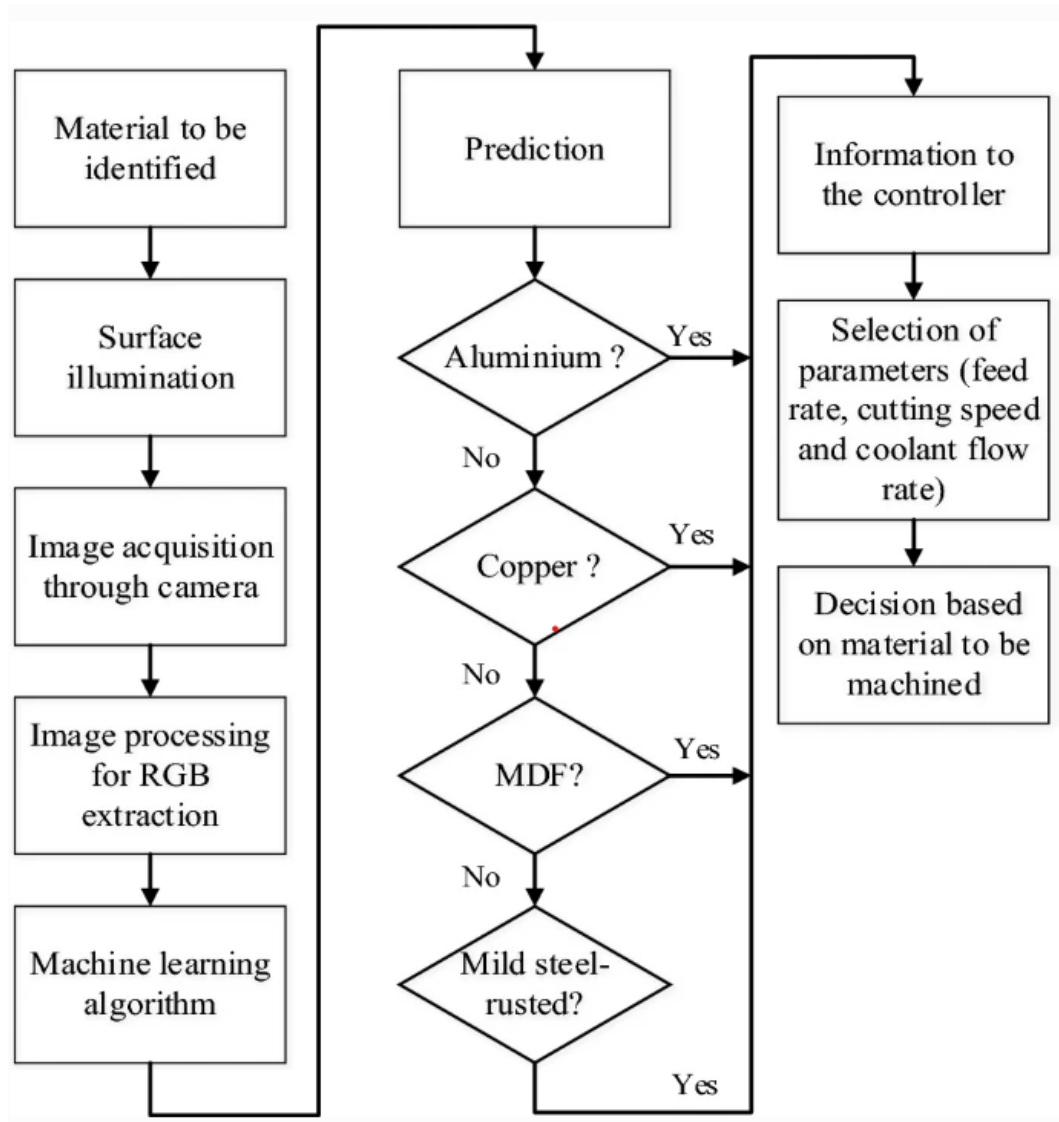 Material to be
identified
Surface
illumination
Image acquisition
through camera
Image processing
for RGB
extraction
Machine learning
algorithm
Prediction
Aluminium ?
Yes
No
Copper ?
Yes
No
MDF?
Yes
No
Mild steel-
rusted?
Yes
Information to
the controller
Selection of
parameters (feed
rate, cutting speed
and coolant flow
rate)
Decision based
on material to be
machined